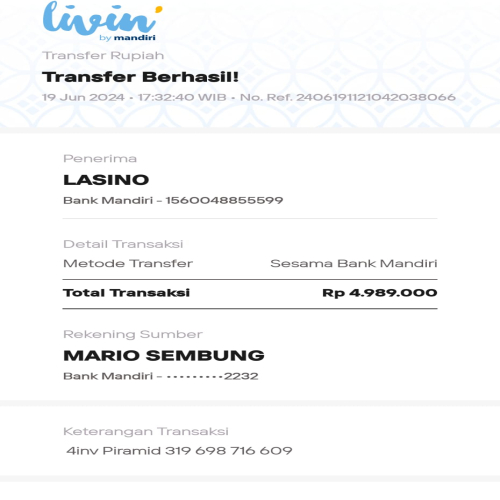 livin'
by mandiri
Transfer Rupiah
Transfer Berhasil!
19 Jun 2024 • 17:32:40 WIB • No. Ref. 2406191121042038066
Penerima
LASINO
Bank Mandiri - 1560048855599
Detail Transaksi
Metode Transfer Sesama Bank Mandiri
Total Transaksi Rp 4.989.000
Rekening Sumber
MARIO SEMBUNG
Bank Mandiri - •••••••••2232
Keterangan Transaksi
4inv Piramid 319 698 716 609